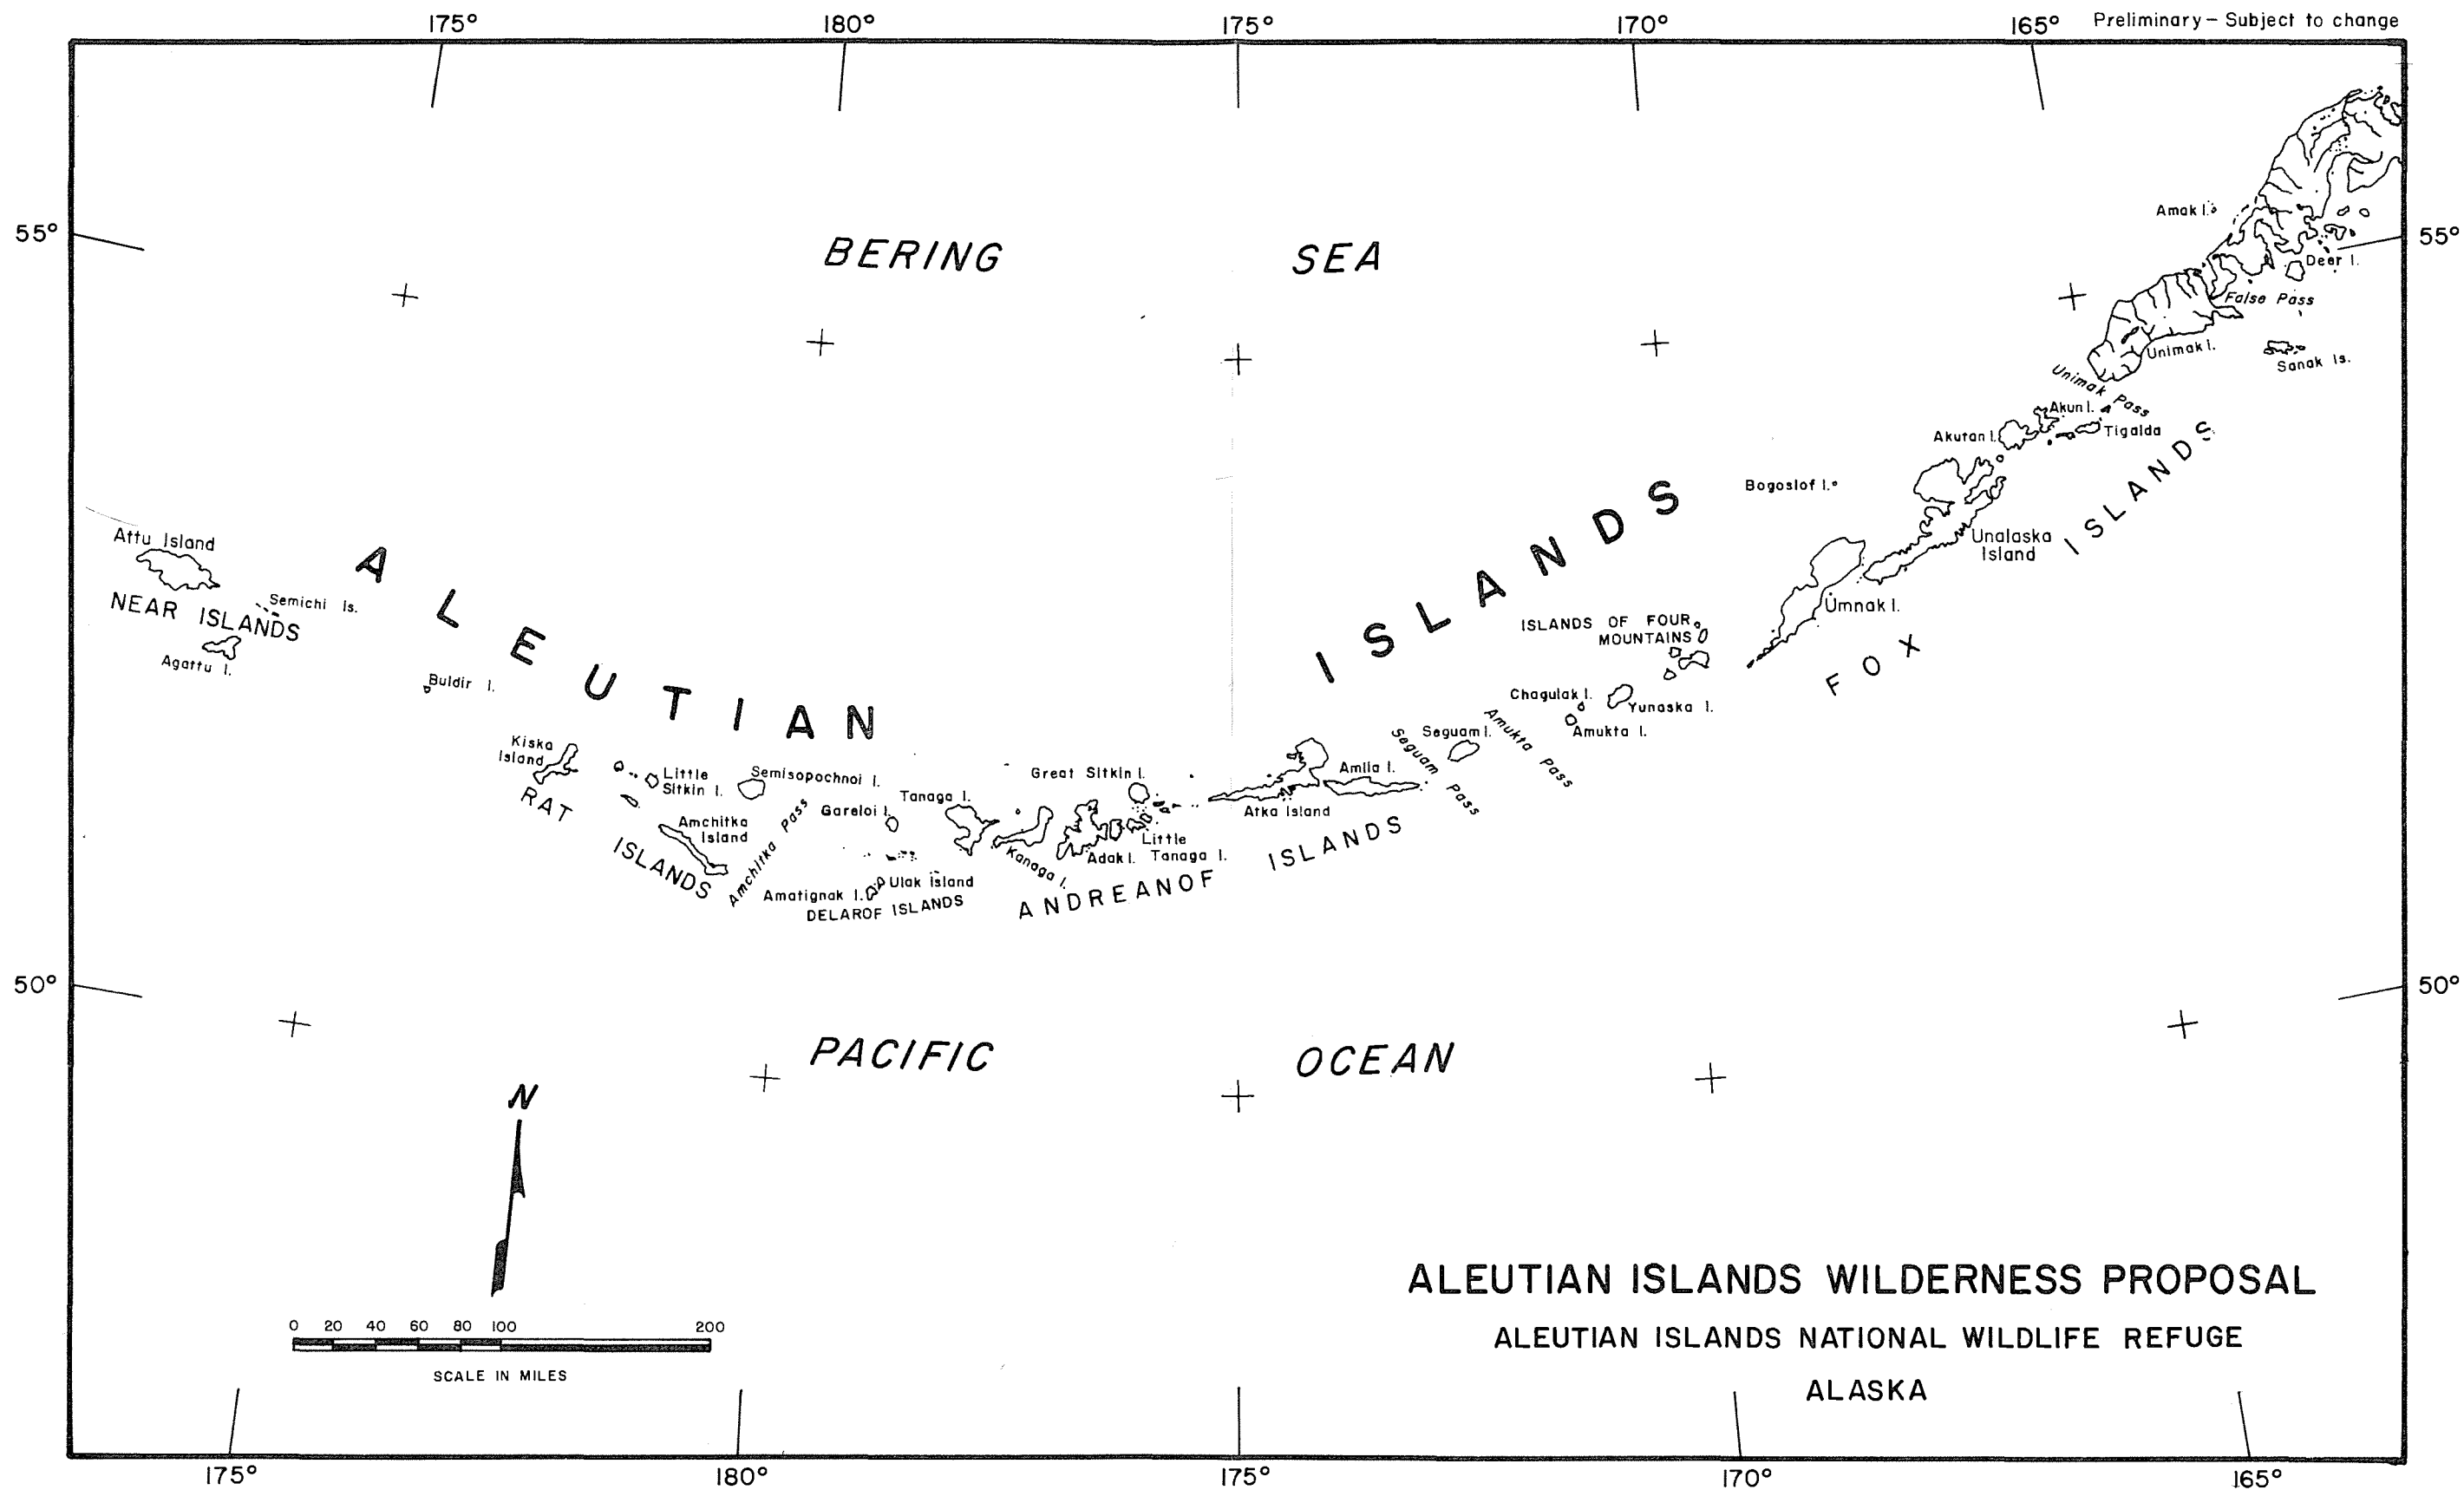 175° 180° 175° 170° 165° Preliminary – Subject to change
55° 55°
BERING SEA
Amak I.
Deer I.
False Pass
Unimak I.
Sanak Is.
Unimak Pass
Akun I.
Akutan I.
Tigalda
Bogoslof I.
Unalaska
Island
Umnak I.
FOX ISLANDS
ALEUTIAN ISLANDS
Attu Island
NEAR ISLANDS
Semichi Is.
Agattu I.
Buldir I.
ISLANDS OF FOUR
MOUNTAINS
Chagulak I.
Yunaska I.
Amukta I.
Amukta Pass
Seguam I.
Seguam Pass
Kiska
Island
RAT ISLANDS
Little
Sitkin I.
Semisopochnoi I.
Amchitka
Island
Amchitka Pass
Gareloi I.
Tanaga I.
Great Sitkin I.
Amlia I.
Atka Island
Little
Tanaga I.
Adak I.
Kanaga I.
Ulak Island
Amatignak I.
DELAROF ISLANDS
ANDREANOF ISLANDS
50° 50°
PACIFIC OCEAN
N
0 20 40 60 80 100 200
SCALE IN MILES
ALEUTIAN ISLANDS WILDERNESS PROPOSAL
ALEUTIAN ISLANDS NATIONAL WILDLIFE REFUGE
ALASKA
175° 180° 175° 170° 165°